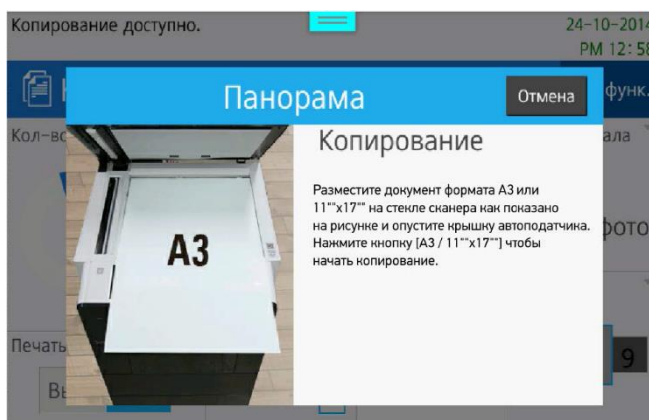 Копирование доступно.
24-10-2014
PM 12:58
функ.
Панорама
Отмена
Кол-во
Копирование
Разместите документ формата А3 или
11""x17"" на стекле сканера как показано
на рисунке и опустите крышку автоподатчика.
Нажмите кнопку [А3 / 11""x17""] чтобы
начать копирование.
A3
фото
Печать
9